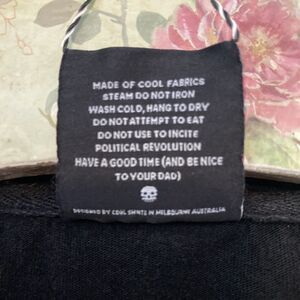 MADE OF COOL FABRICS
STEAM DO NOT IRON
WASH COLD, HANG TO DRY
DO NOT ATTEMPT TO EAT
DO NOT USE TO INCITE
POLITICAL REVOLUTION
HAVE A GOOD TIME (AND BE NICE
TO YOUR DAD)
DESIGNED BY COOL SHNTE IN MELBOURNE AUSTRALIA